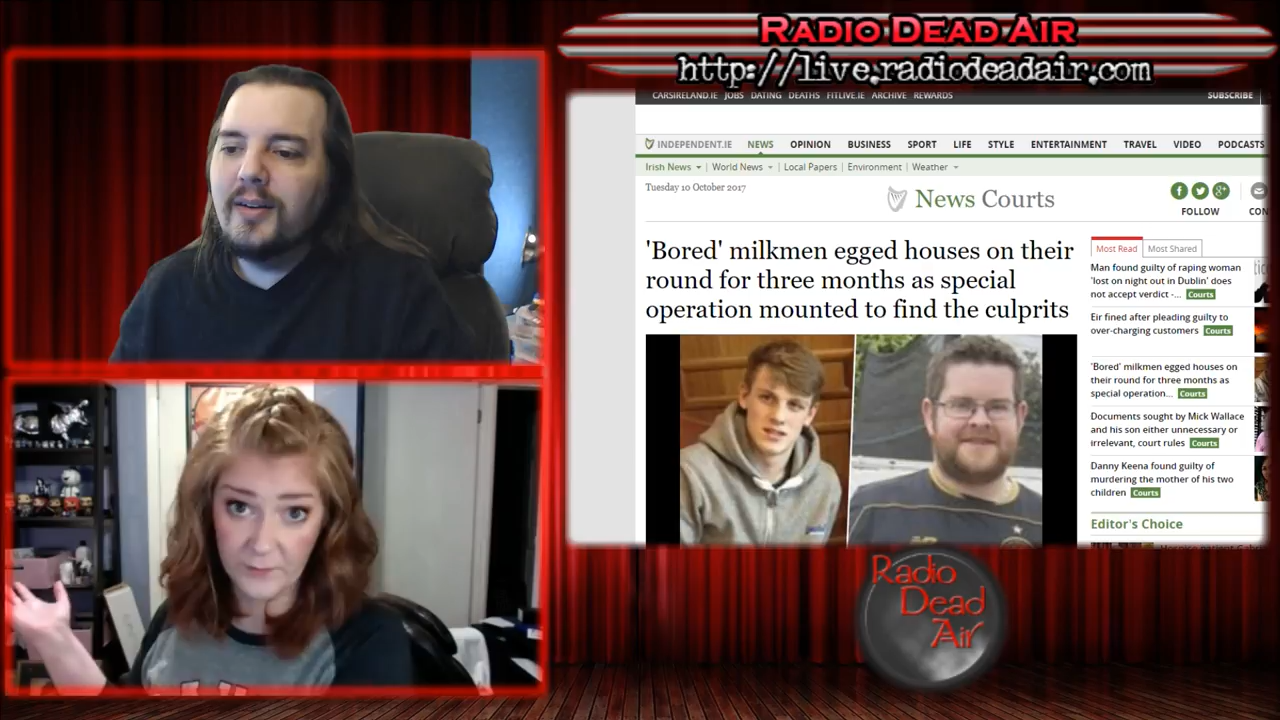 RADIO DEAD AIR
http://live.radiodeadair.com
CARSIRELAND.IE JOBS DATING DEATHS FITLIVE.IE ARCHIVE REWARDS SUBSCRIBE
INDEPENDENT.IE NEWS OPINION BUSINESS SPORT LIFE STYLE ENTERTAINMENT TRAVEL VIDEO PODCASTS
Irish News | World News | Local Papers | Environment | Weather
Tuesday 10 October 2017
News Courts
FOLLOW CON
'Bored' milkmen egged houses on their
round for three months as special
operation mounted to find the culprits
Most Read Most Shared
Man found guilty of raping woman
'lost on night out in Dublin' does
not accept verdict -... Courts
Eir fined after pleading guilty to
over-charging customers Courts
'Bored' milkmen egged houses on
their round for three months as
special operation... Courts
Documents sought by Mick Wallace
and his son either unnecessary or
irrelevant, court rules Courts
Danny Keena found guilty of
murdering the mother of his two
children Courts
Editor's Choice
Radio
Dead
Air